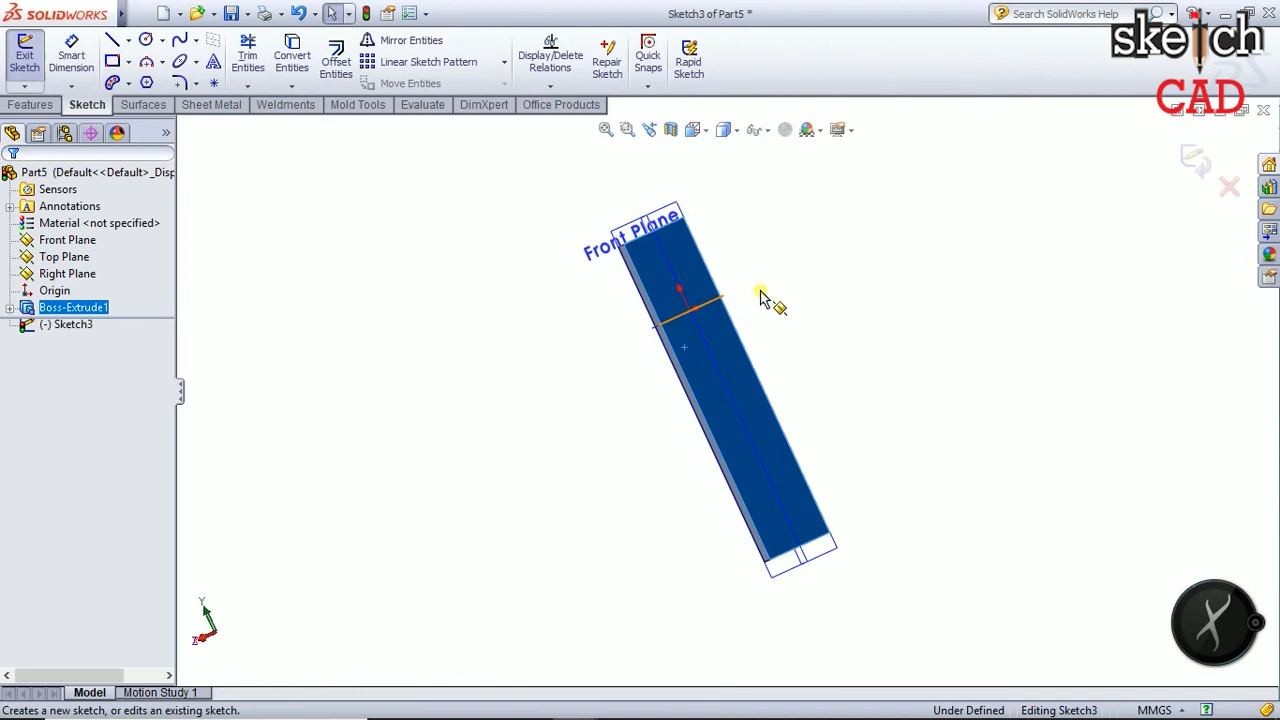 SOLIDWORKS
Sketch3 of Part5 *
Search SolidWorks Help
sketch
CAD
Exit
Sketch
Smart
Dimension
Trim
Entities
Convert
Entities
Offset
Entities
Mirror Entities
Linear Sketch Pattern
Move Entities
Display/Delete
Relations
Repair
Sketch
Quick
Snaps
Rapid
Sketch
Features
Sketch
Surfaces
Sheet Metal
Weldments
Mold Tools
Evaluate
DimXpert
Office Products
Part5 (Default<<Default>_Disp
Sensors
Annotations
Material <not specified>
Front Plane
Top Plane
Right Plane
Origin
Boss-Extrude1
(-) Sketch3
Front Plane
Y
Z
Model
Motion Study 1
Creates a new sketch, or edits an existing sketch.
Under Defined
Editing Sketch3
MMGS